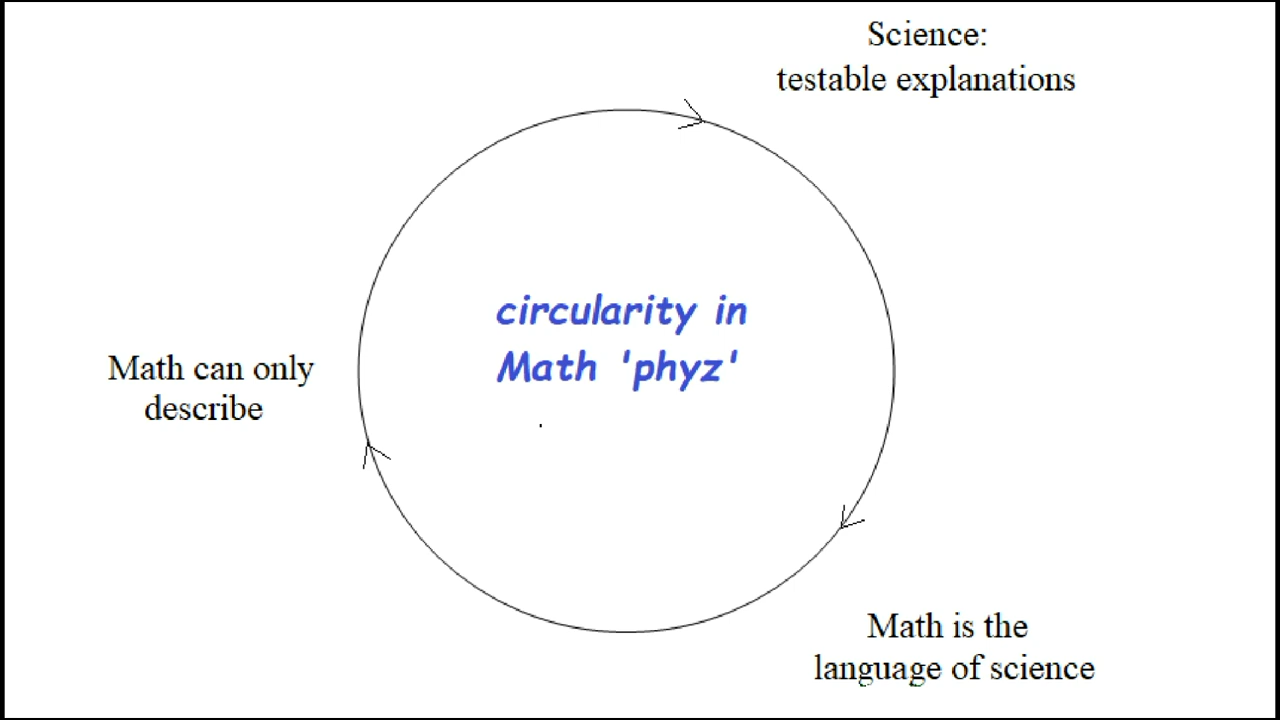 Science:
testable explanations
circularity in
Math 'phyz'
Math can only
describe
Math is the
language of science